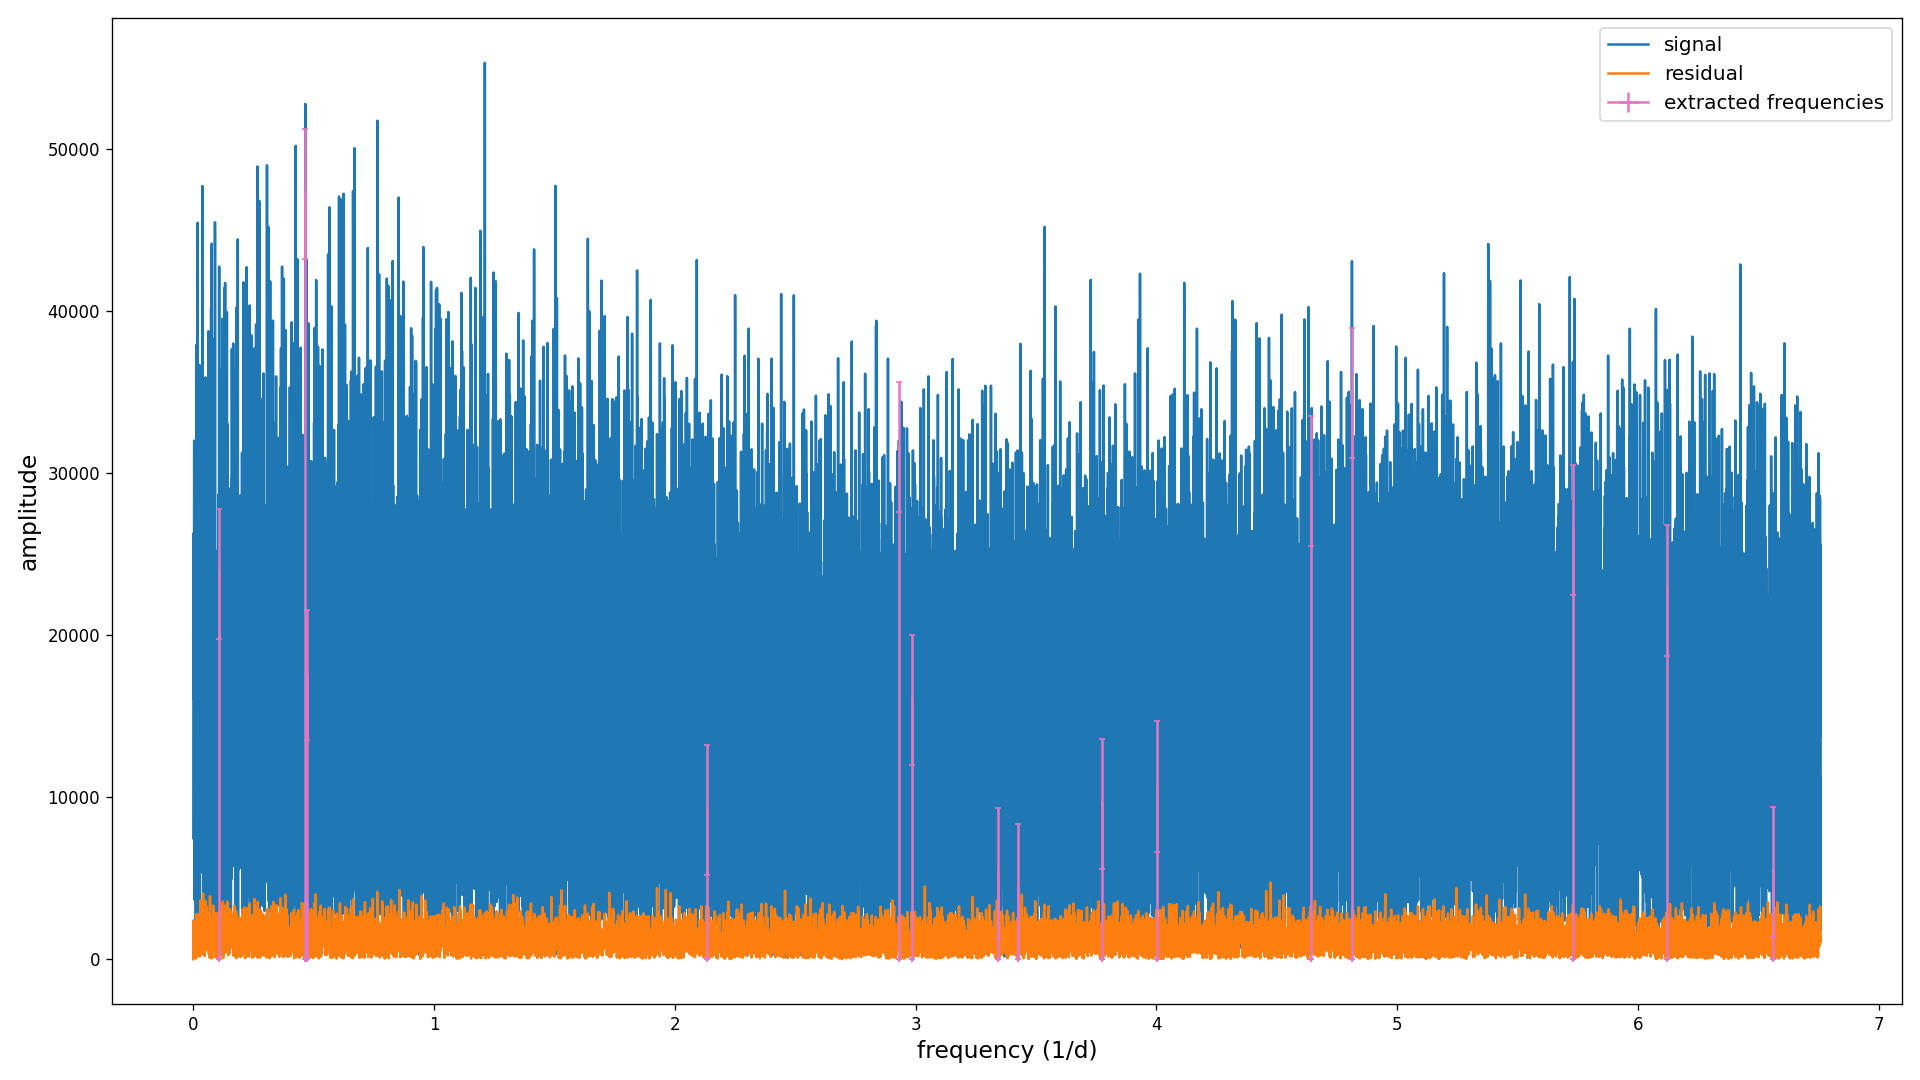 signal
residual
extracted frequencies
50000
40000
30000
20000
10000
0
amplitude
0 1 2 3 4 5 6 7
frequency (1/d)